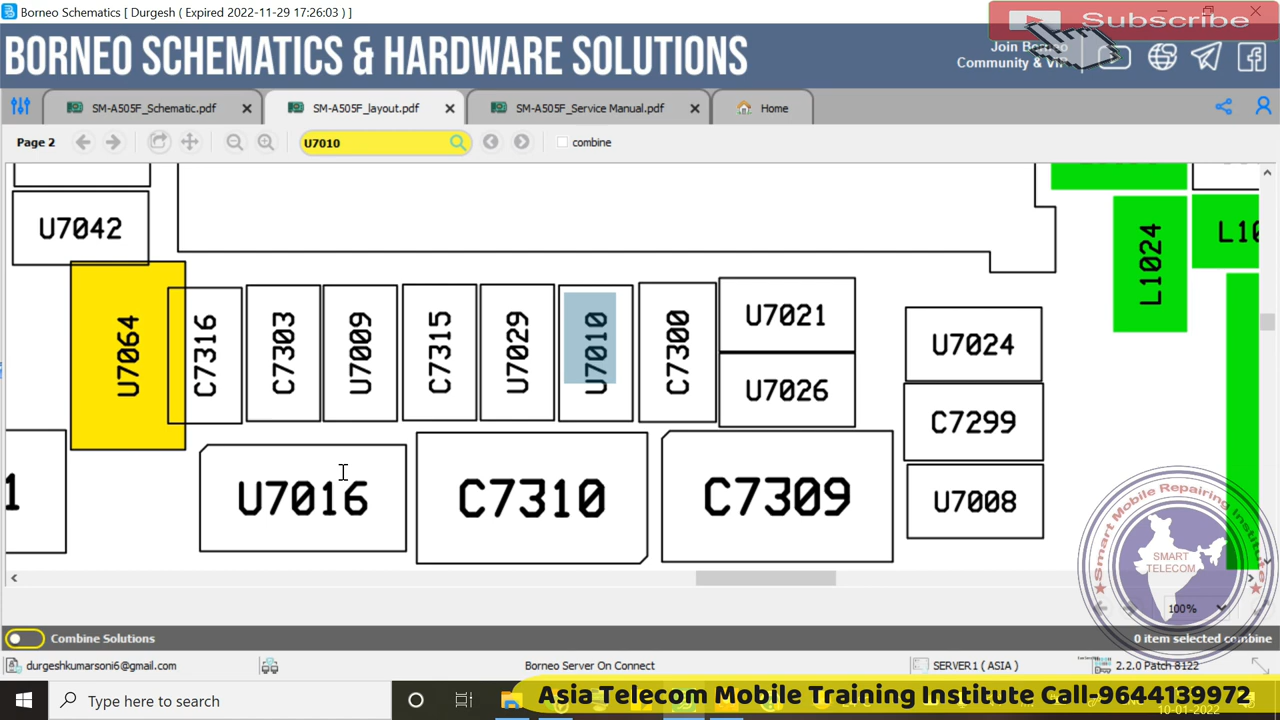 Borneo Schematics [ Durgesh ( Expired 2022-11-29 17:26:03 ) ]
Subscribe
BORNEO SCHEMATICS & HARDWARE SOLUTIONS
Join Borneo
Community & VIP
SM-A505F_Schematic.pdf
SM-A505F_layout.pdf
SM-A505F_Service Manual.pdf
Home
Page 2
U7010
combine
U7042
U7064
C7316
C7303
U7009
C7315
U7029
U7010
C7300
U7021
U7026
U7024
C7299
U7008
L1024
L10
1
U7016
C7310
C7309
Smart Mobile Repairing Institute
SMART
TELECOM
100%
Combine Solutions
0 item selected combine
durgeshkumarsoni6@gmail.com
Borneo Server On Connect
SERVER1 ( ASIA )
2.2.0 Patch 8122
Type here to search
Asia Telecom Mobile Training Institute Call-9644139972
10-01-2022